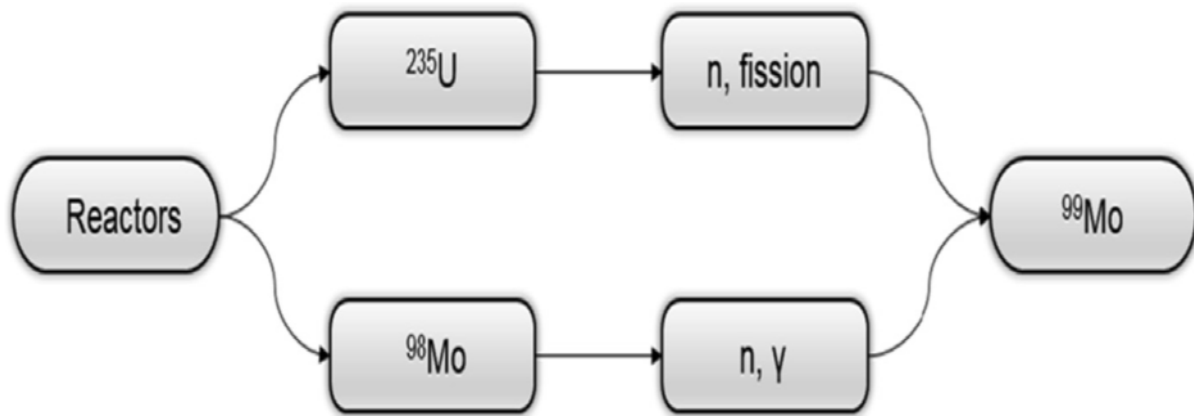 ²³⁵U
n, fission
Reactors
⁹⁹Mo
⁹⁸Mo
n, γ